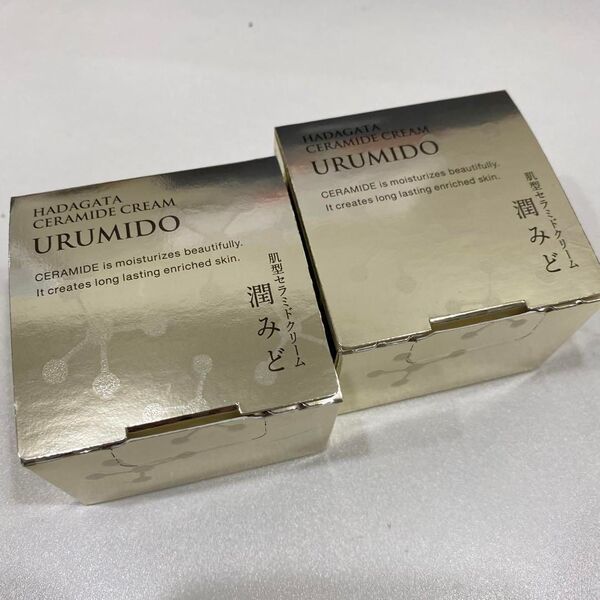 HADAGATA
CERAMIDE CREAM
URUMIDO
CERAMIDE is moisturizes beautifully.
It creates long lasting enriched skin.
肌型セラミドクリーム
潤みど
HADAGATA
CERAMIDE CREAM
URUMIDO
CERAMIDE is moisturizes beautifully.
It creates long lasting enriched skin.
肌型セラミドクリーム
潤みど